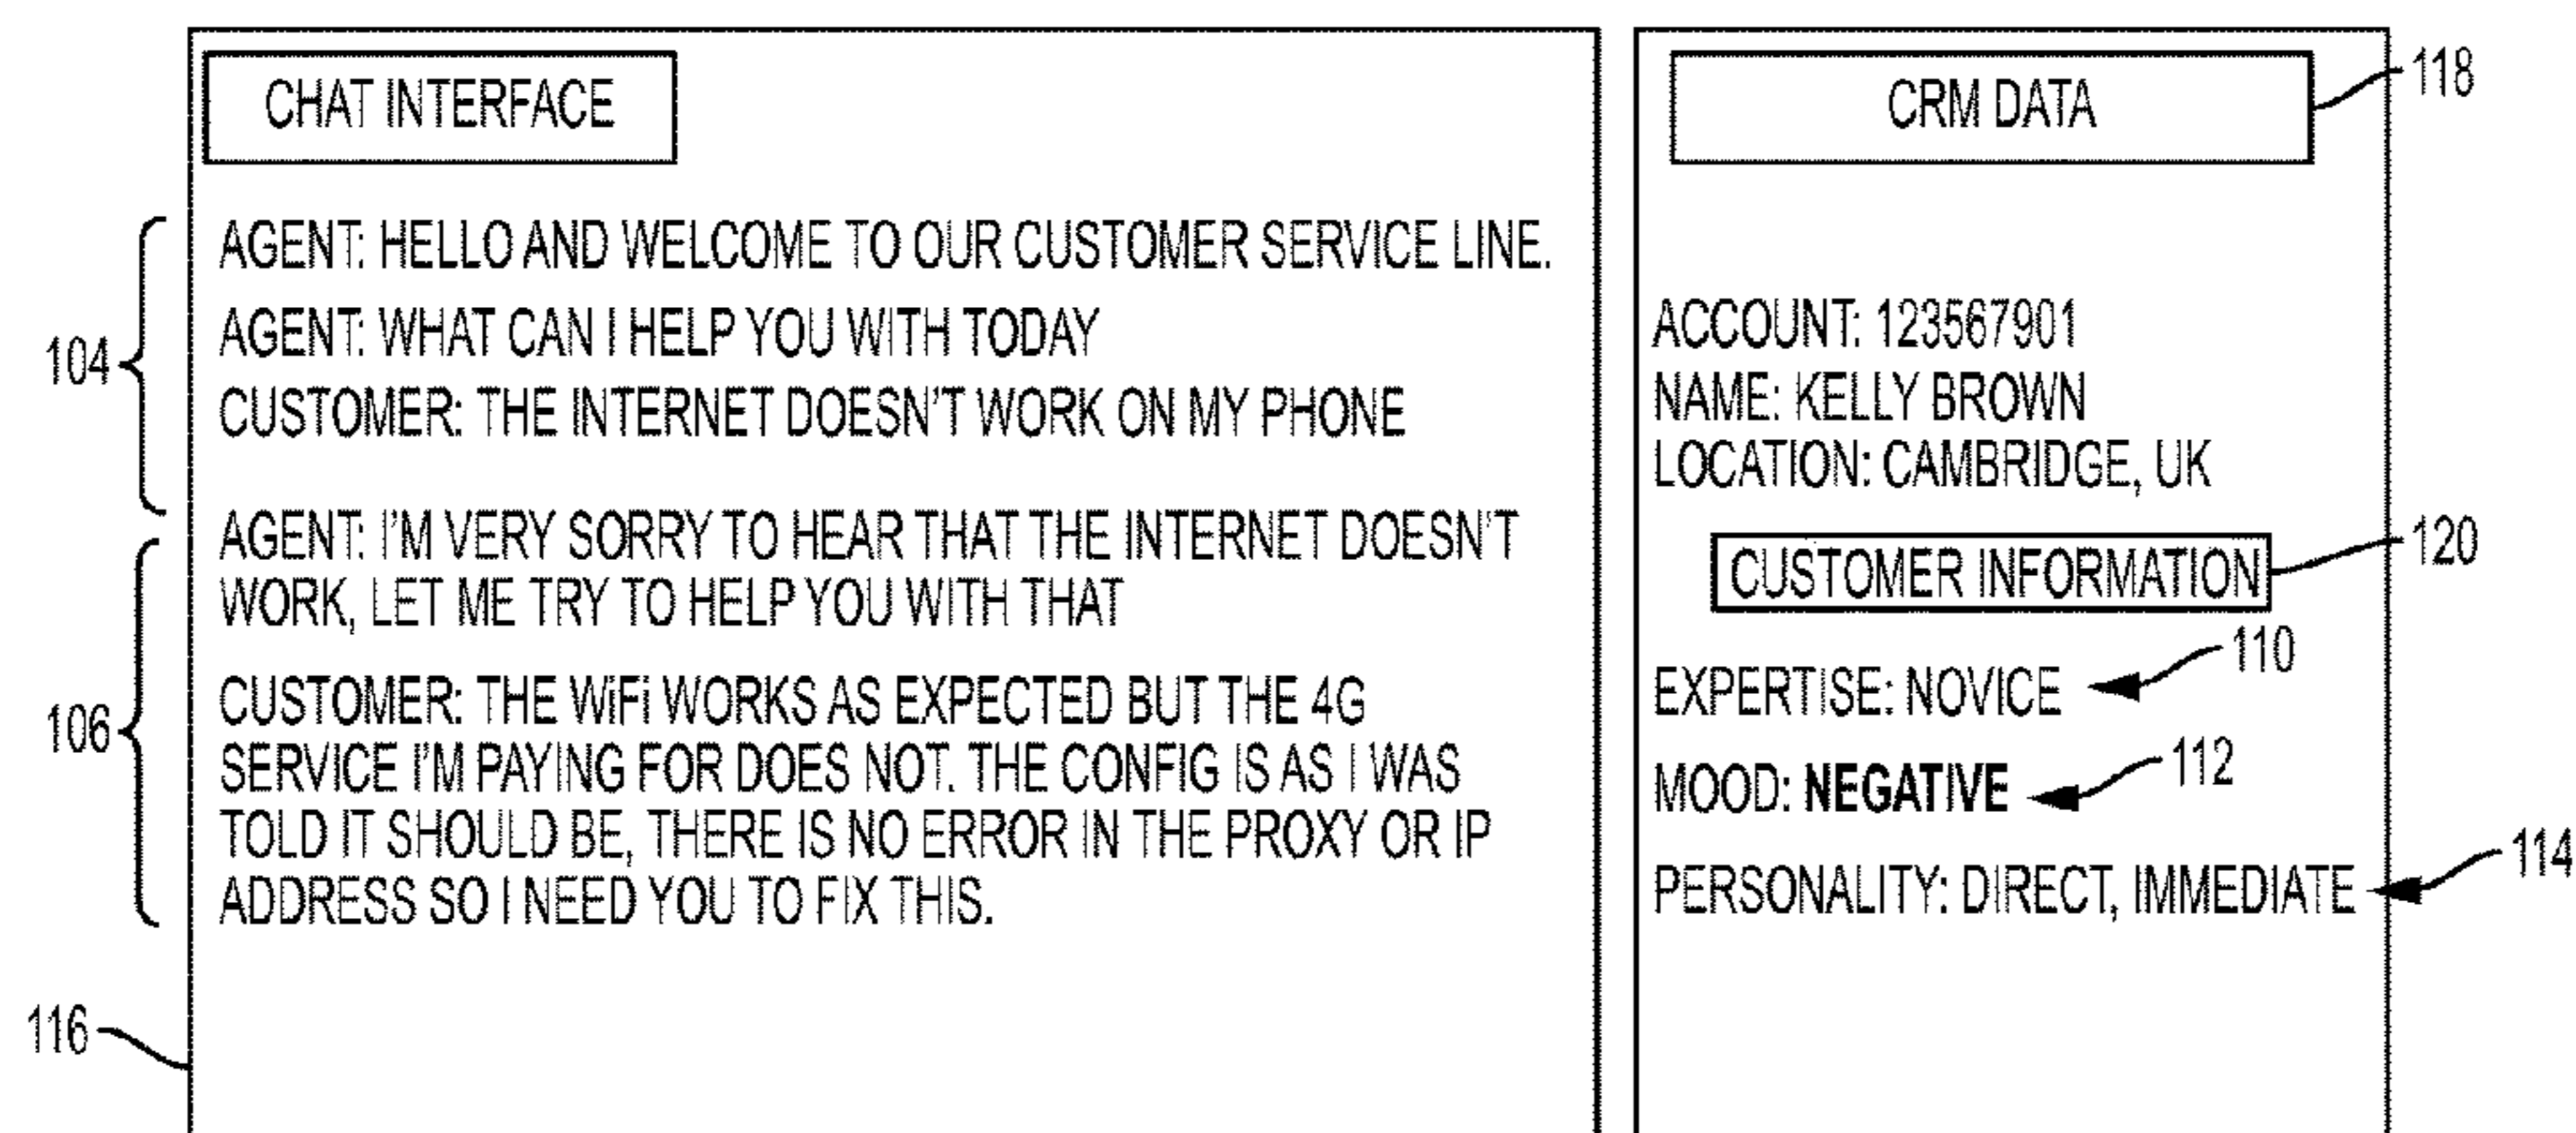 CHAT INTERFACE
AGENT: HELLO AND WELCOME TO OUR CUSTOMER SERVICE LINE.
AGENT: WHAT CAN I HELP YOU WITH TODAY
104
CUSTOMER: THE INTERNET DOESN'T WORK ON MY PHONE
AGENT: I'M VERY SORRY TO HEAR THAT THE INTERNET DOESN'T
WORK, LET ME TRY TO HELP YOU WITH THAT
CUSTOMER: THE WiFi WORKS AS EXPECTED BUT THE 4G
106
SERVICE I'M PAYING FOR DOES NOT. THE CONFIG IS AS I WAS
TOLD IT SHOULD BE, THERE IS NO ERROR IN THE PROXY OR IP
ADDRESS SO I NEED YOU TO FIX THIS.
116
CRM DATA
118
ACCOUNT: 123567901
NAME: KELLY BROWN
LOCATION: CAMBRIDGE, UK
CUSTOMER INFORMATION
120
EXPERTISE: NOVICE
110
MOOD: NEGATIVE
112
PERSONALITY: DIRECT, IMMEDIATE
114